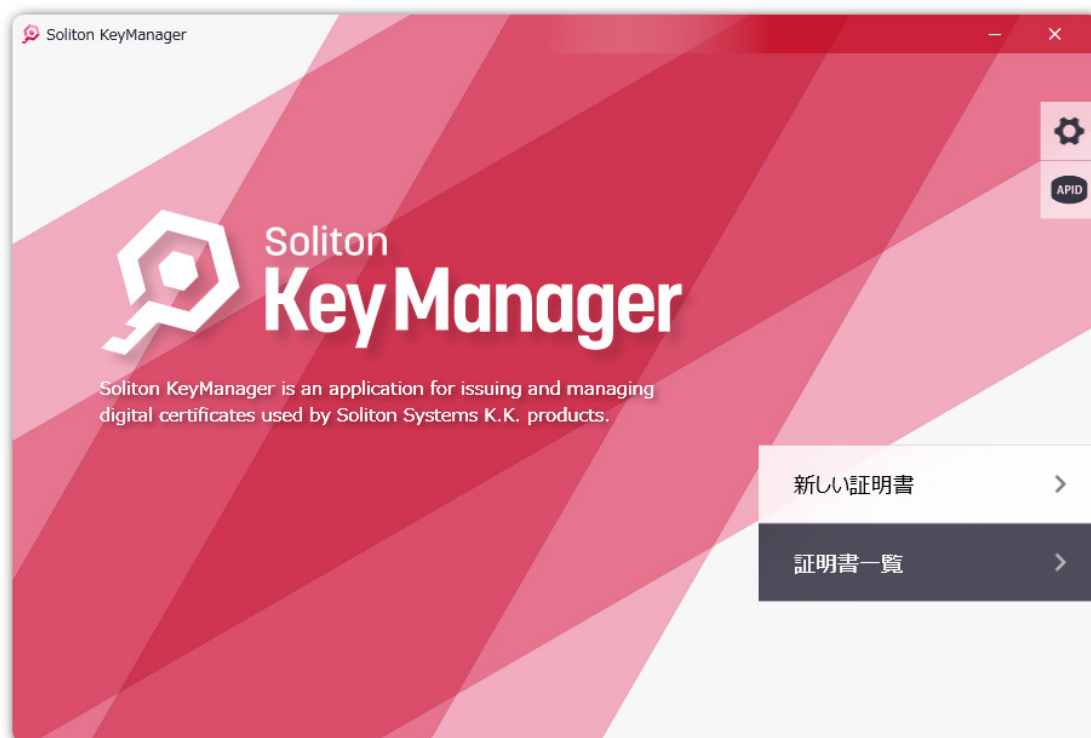 Soliton KeyManager
APID
Soliton
KeyManager
Soliton KeyManager is an application for issuing and managing
digital certificates used by Soliton Systems K.K. products.
新しい証明書
証明書一覧